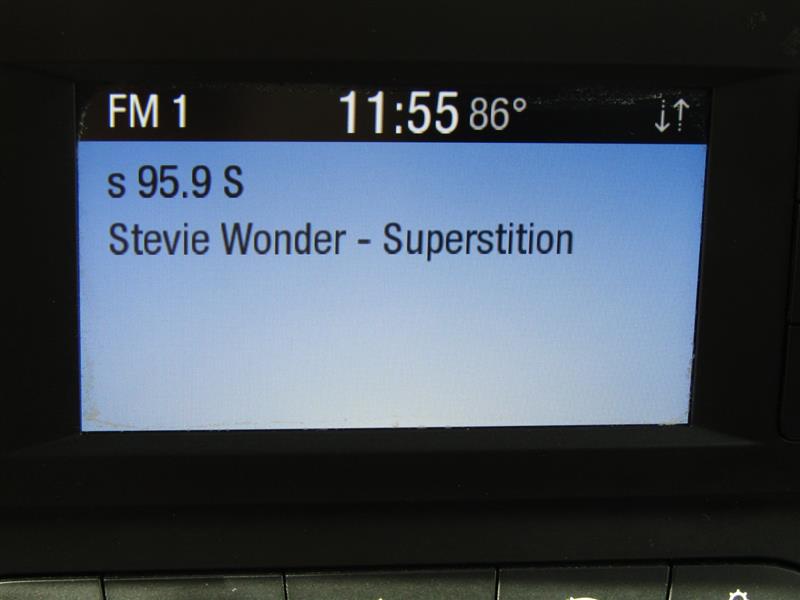 FM 1 11:55 86°
s 95.9 S
Stevie Wonder - Superstition